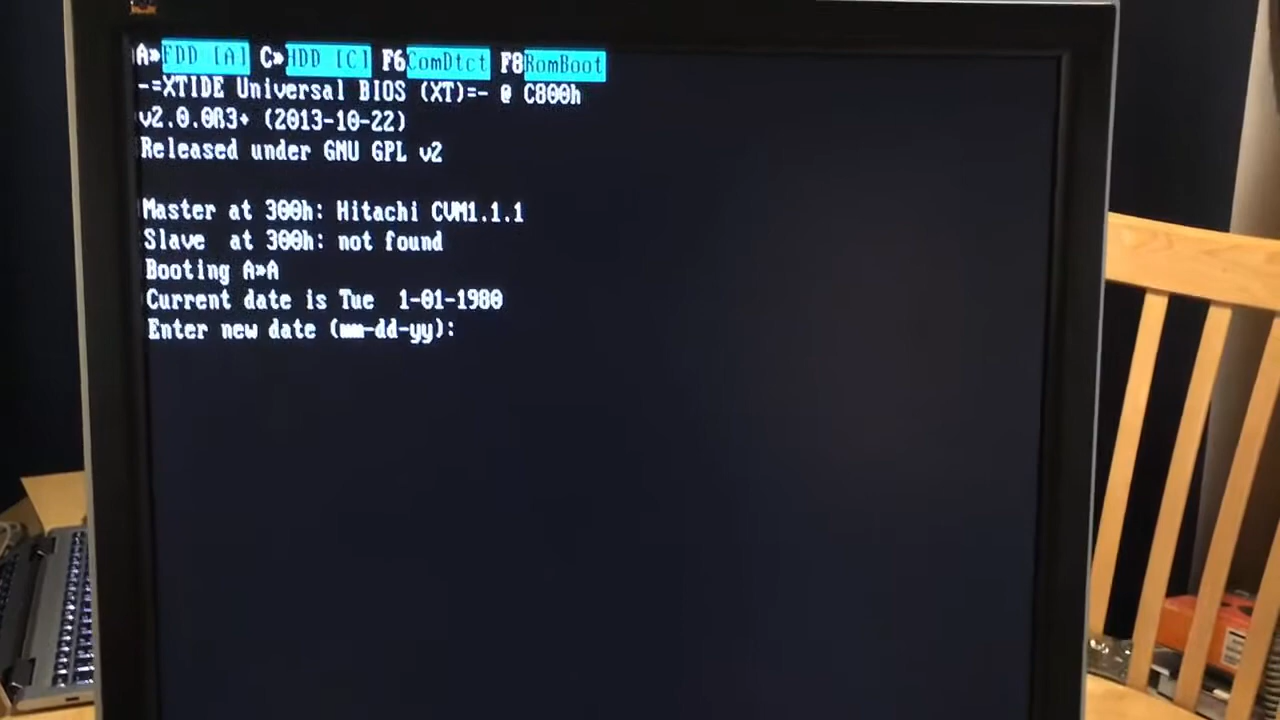 A»FDD [A] C»HDD [C] F6ComDtct F8RomBoot
-=XTIDE Universal BIOS (XT)=- @ C800h
v2.0.0ß3+ (2013-10-22)
Released under GNU GPL v2
Master at 300h: Hitachi CVM1.1.1
Slave  at 300h: not found
Booting A»A
Current date is Tue  1-01-1980
Enter new date (mm-dd-yy):